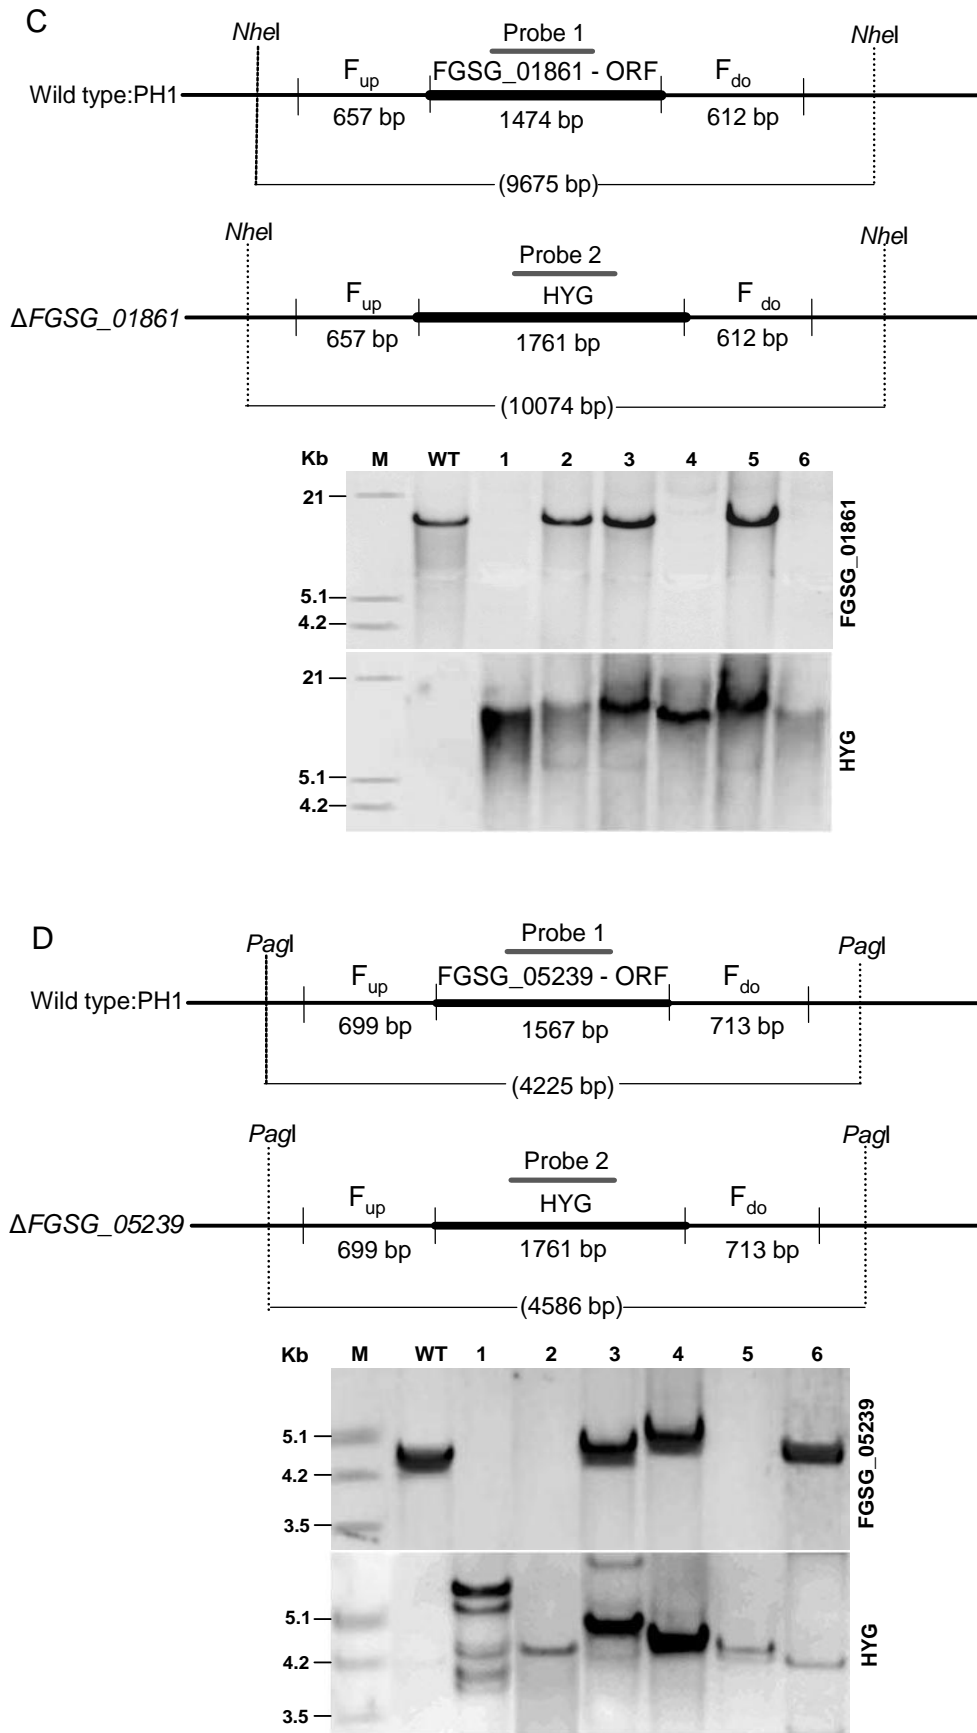 C
NheI
Probe 1
NheI
Fup
FGSG_01861 - ORF
Fdo
Wild type:PH1
657 bp
1474 bp
612 bp
(9675 bp)
NheI
NheI
Probe 2
Fup
HYG
F do
ΔFGSG_01861
657 bp
1761 bp
612 bp
(10074 bp)
Kb M WT 1 2 3 4 5 6
21
5.1
4.2
FGSG_01861
21
5.1
4.2
HYG
D
PagI
Probe 1
PagI
Fup
FGSG_05239 - ORF
Fdo
Wild type:PH1
699 bp
1567 bp
713 bp
(4225 bp)
PagI
PagI
Probe 2
Fup
HYG
Fdo
ΔFGSG_05239
699 bp
1761 bp
713 bp
(4586 bp)
Kb M WT 1 2 3 4 5 6
5.1
4.2
3.5
FGSG_05239
5.1
4.2
3.5
HYG